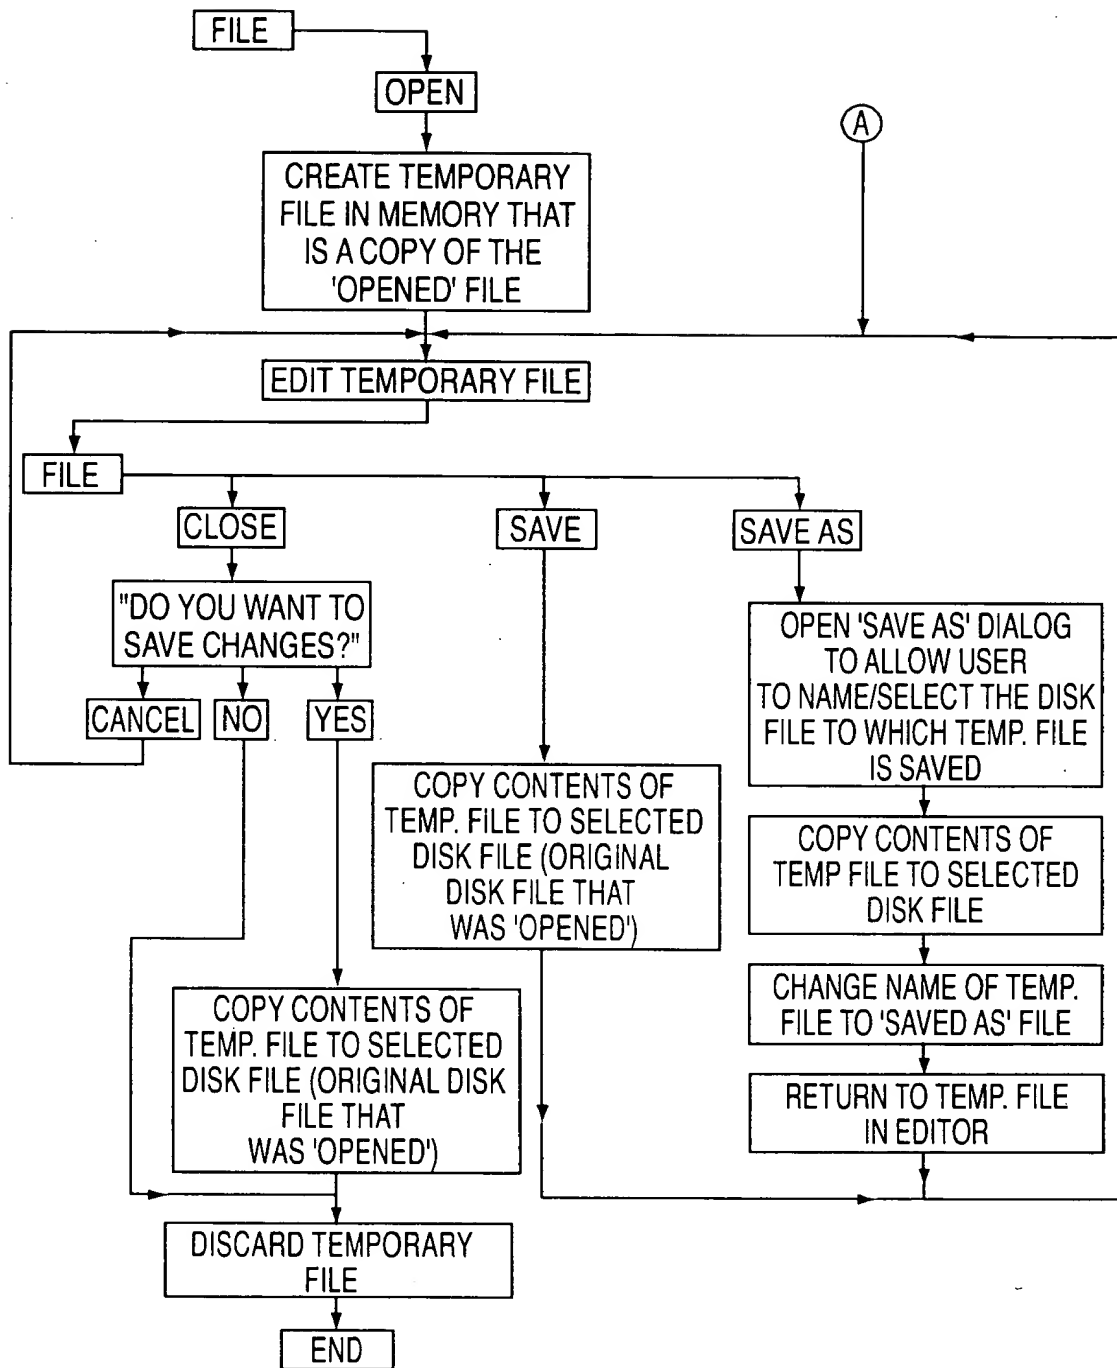 FILE
OPEN
A
CREATE TEMPORARY
FILE IN MEMORY THAT
IS A COPY OF THE
'OPENED' FILE
EDIT TEMPORARY FILE
FILE
CLOSE
SAVE
SAVE AS
"DO YOU WANT TO
SAVE CHANGES?"
CANCEL
NO
YES
OPEN 'SAVE AS' DIALOG
TO ALLOW USER
TO NAME/SELECT THE DISK
FILE TO WHICH TEMP. FILE
IS SAVED
COPY CONTENTS OF
TEMP. FILE TO SELECTED
DISK FILE (ORIGINAL
DISK FILE THAT
WAS 'OPENED')
COPY CONTENTS OF
TEMP FILE TO SELECTED
DISK FILE
CHANGE NAME OF TEMP.
FILE TO 'SAVED AS' FILE
COPY CONTENTS OF
TEMP. FILE TO SELECTED
DISK FILE (ORIGINAL DISK
FILE THAT
WAS 'OPENED')
RETURN TO TEMP. FILE
IN EDITOR
DISCARD TEMPORARY
FILE
END